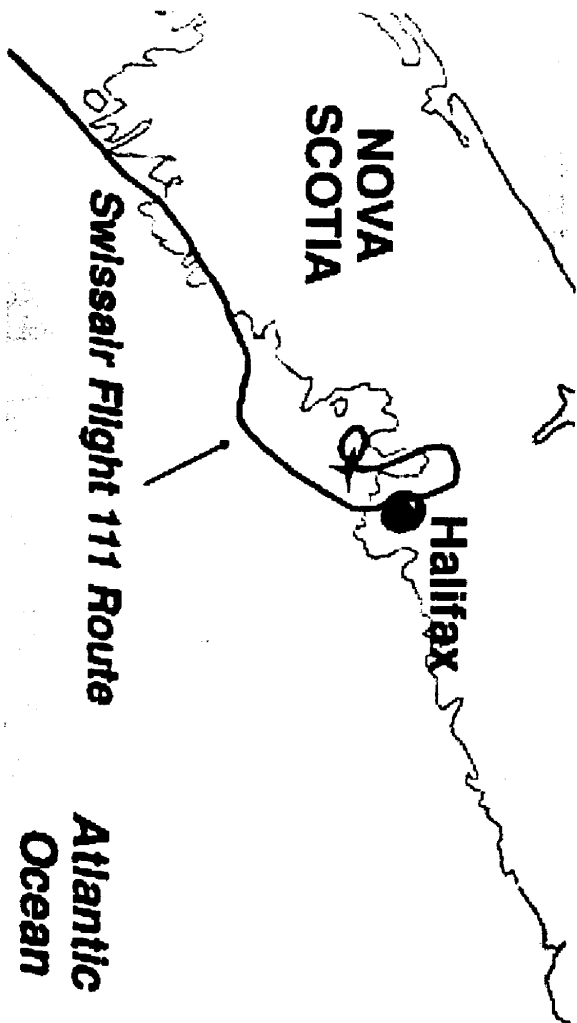 NOVA
SCOTIA
Halifax
Swissair Flight 111 Route
Atlantic
Ocean